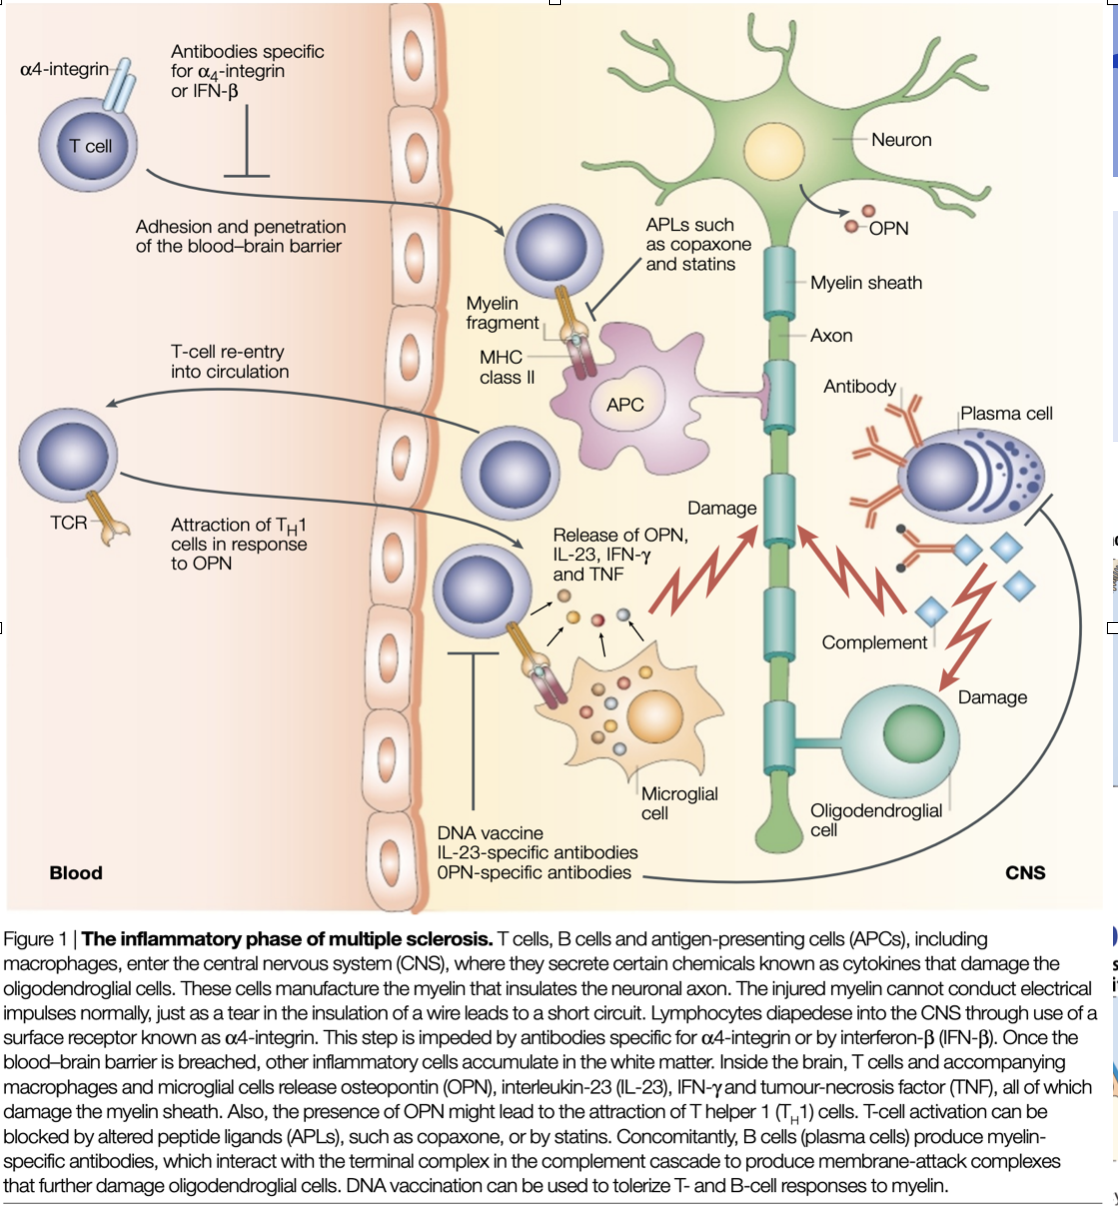 α4-integrin
T cell
Antibodies specific
for α4-integrin
or IFN-β
Adhesion and penetration
of the blood–brain barrier
Neuron
OPN
APLs such
as copaxone
and statins
Myelin sheath
Myelin
fragment
MHC
class II
Axon
APC
T-cell re-entry
into circulation
Antibody
Plasma cell
TCR
Attraction of TH1
cells in response
to OPN
Damage
Release of OPN,
IL-23, IFN-γ
and TNF
Complement
Damage
Microglial
cell
Oligodendroglial
cell
DNA vaccine
IL-23-specific antibodies
0PN-specific antibodies
Blood
CNS
Figure 1 | The inflammatory phase of multiple sclerosis. T cells, B cells and antigen-presenting cells (APCs), including
macrophages, enter the central nervous system (CNS), where they secrete certain chemicals known as cytokines that damage the
oligodendroglial cells. These cells manufacture the myelin that insulates the neuronal axon. The injured myelin cannot conduct electrical
impulses normally, just as a tear in the insulation of a wire leads to a short circuit. Lymphocytes diapedese into the CNS through use of a
surface receptor known as α4-integrin. This step is impeded by antibodies specific for α4-integrin or by interferon-β (IFN-β). Once the
blood–brain barrier is breached, other inflammatory cells accumulate in the white matter. Inside the brain, T cells and accompanying
macrophages and microglial cells release osteopontin (OPN), interleukin-23 (IL-23), IFN-γ and tumour-necrosis factor (TNF), all of which
damage the myelin sheath. Also, the presence of OPN might lead to the attraction of T helper 1 (TH1) cells. T-cell activation can be
blocked by altered peptide ligands (APLs), such as copaxone, or by statins. Concomitantly, B cells (plasma cells) produce myelin-
specific antibodies, which interact with the terminal complex in the complement cascade to produce membrane-attack complexes
that further damage oligodendroglial cells. DNA vaccination can be used to tolerize T- and B-cell responses to myelin.